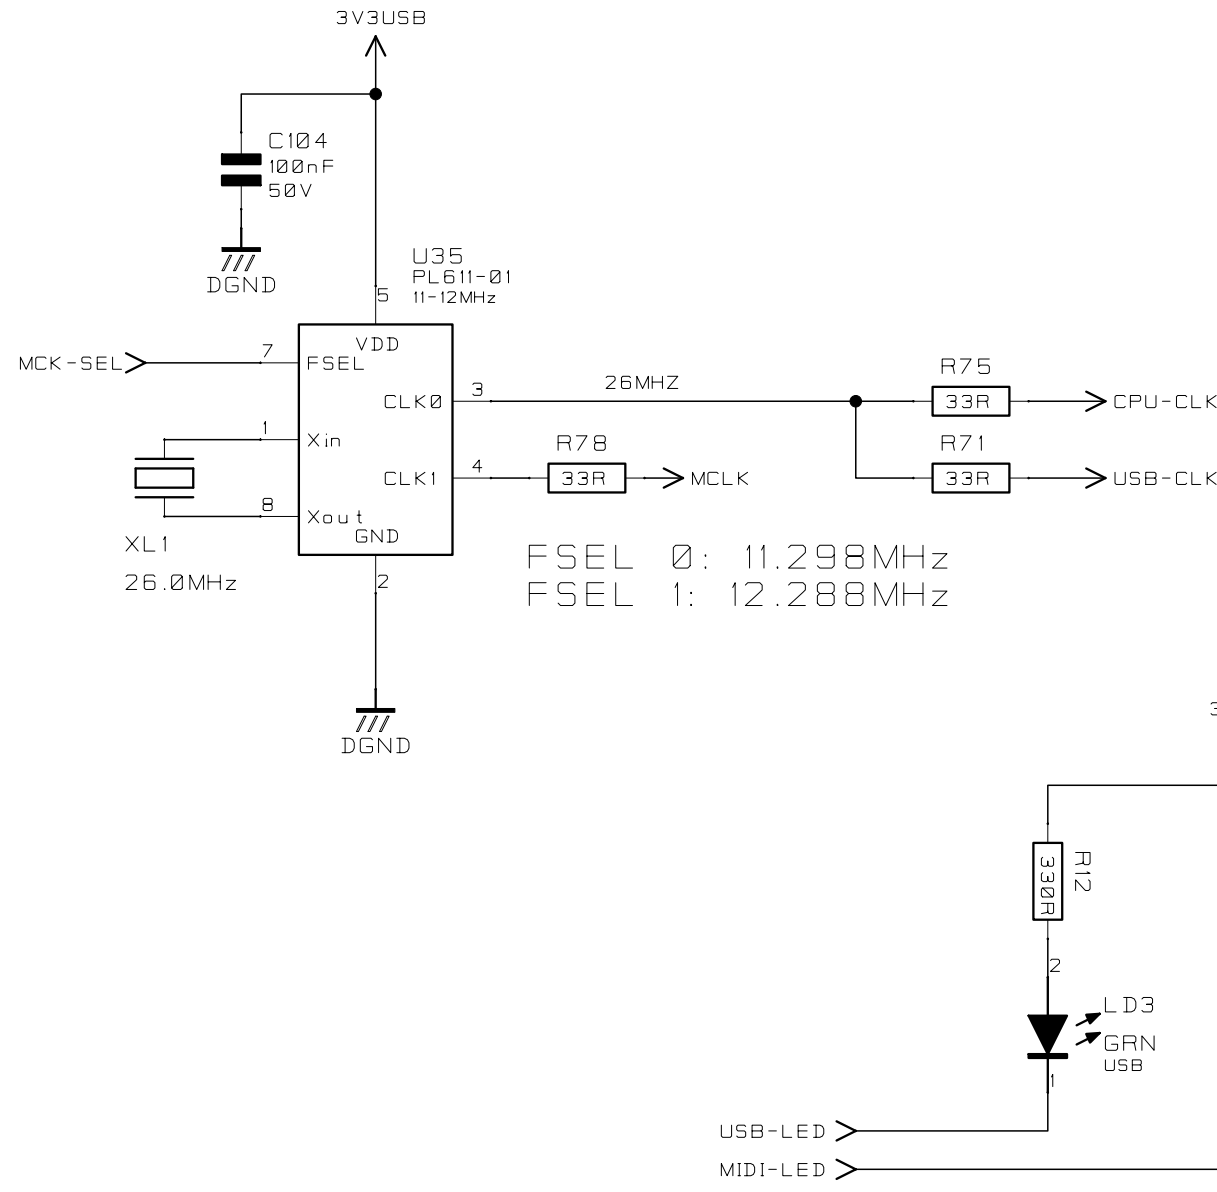 3V3USB
C104
100nF
50V
DGND
U35
PL611-01
11-12MHz
5
VDD
MCK-SEL
7
FSEL
CLK0
3
26MHZ
R75
33R
CPU-CLK
1
Xin
R78
R71
CLK1
4
33R
MCLK
33R
USB-CLK
8
Xout
GND
XL1
26.0MHz
2
FSEL 0: 11.298MHz
FSEL 1: 12.288MHz
DGND
3
R12
330R
2
LD3
GRN
USB
1
USB-LED
MIDI-LED